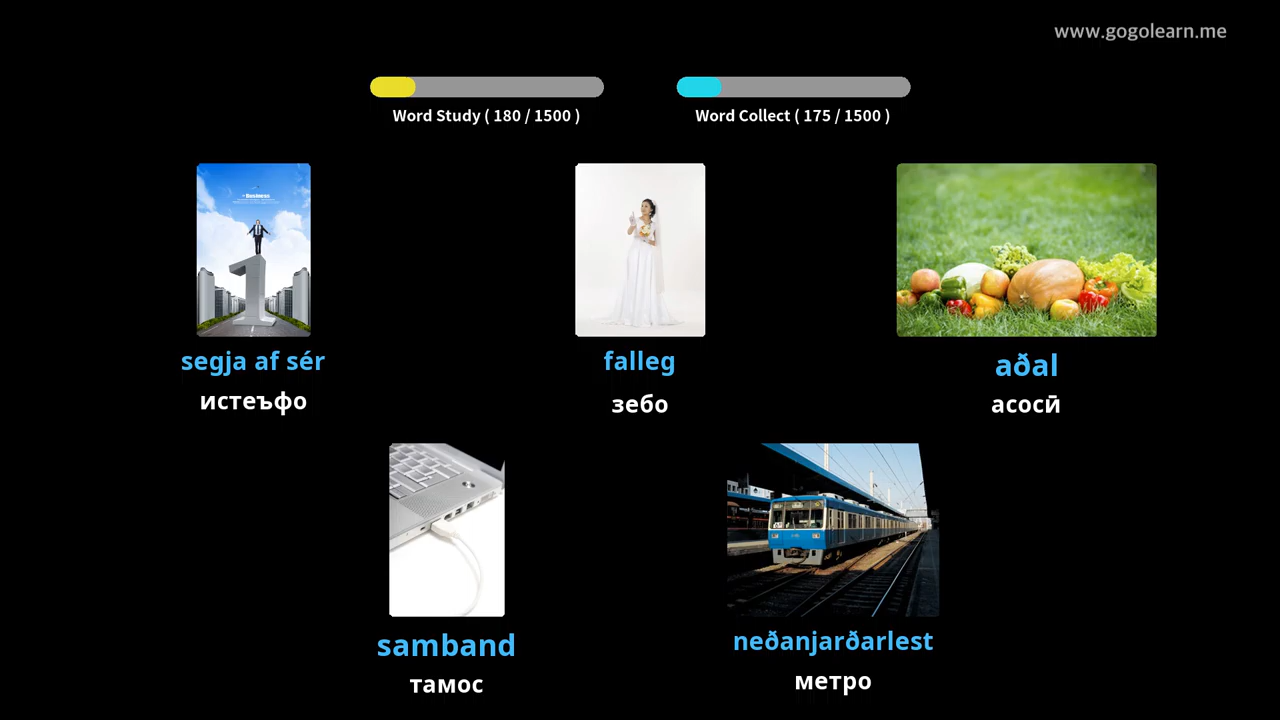 www.gogolearn.me
Word Study ( 180 / 1500 )
Word Collect ( 175 / 1500 )
Business
segja af sér
истеъфо
falleg
зебо
aðal
асосӣ
samband
тамос
neðanjarðarlest
метро